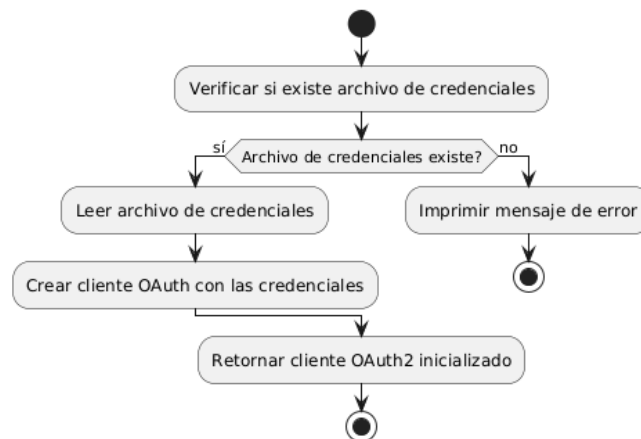 Verificar si existe archivo de credenciales
sí
Archivo de credenciales existe?
no
Leer archivo de credenciales
Imprimir mensaje de error
Crear cliente OAuth con las credenciales
Retornar cliente OAuth2 inicializado